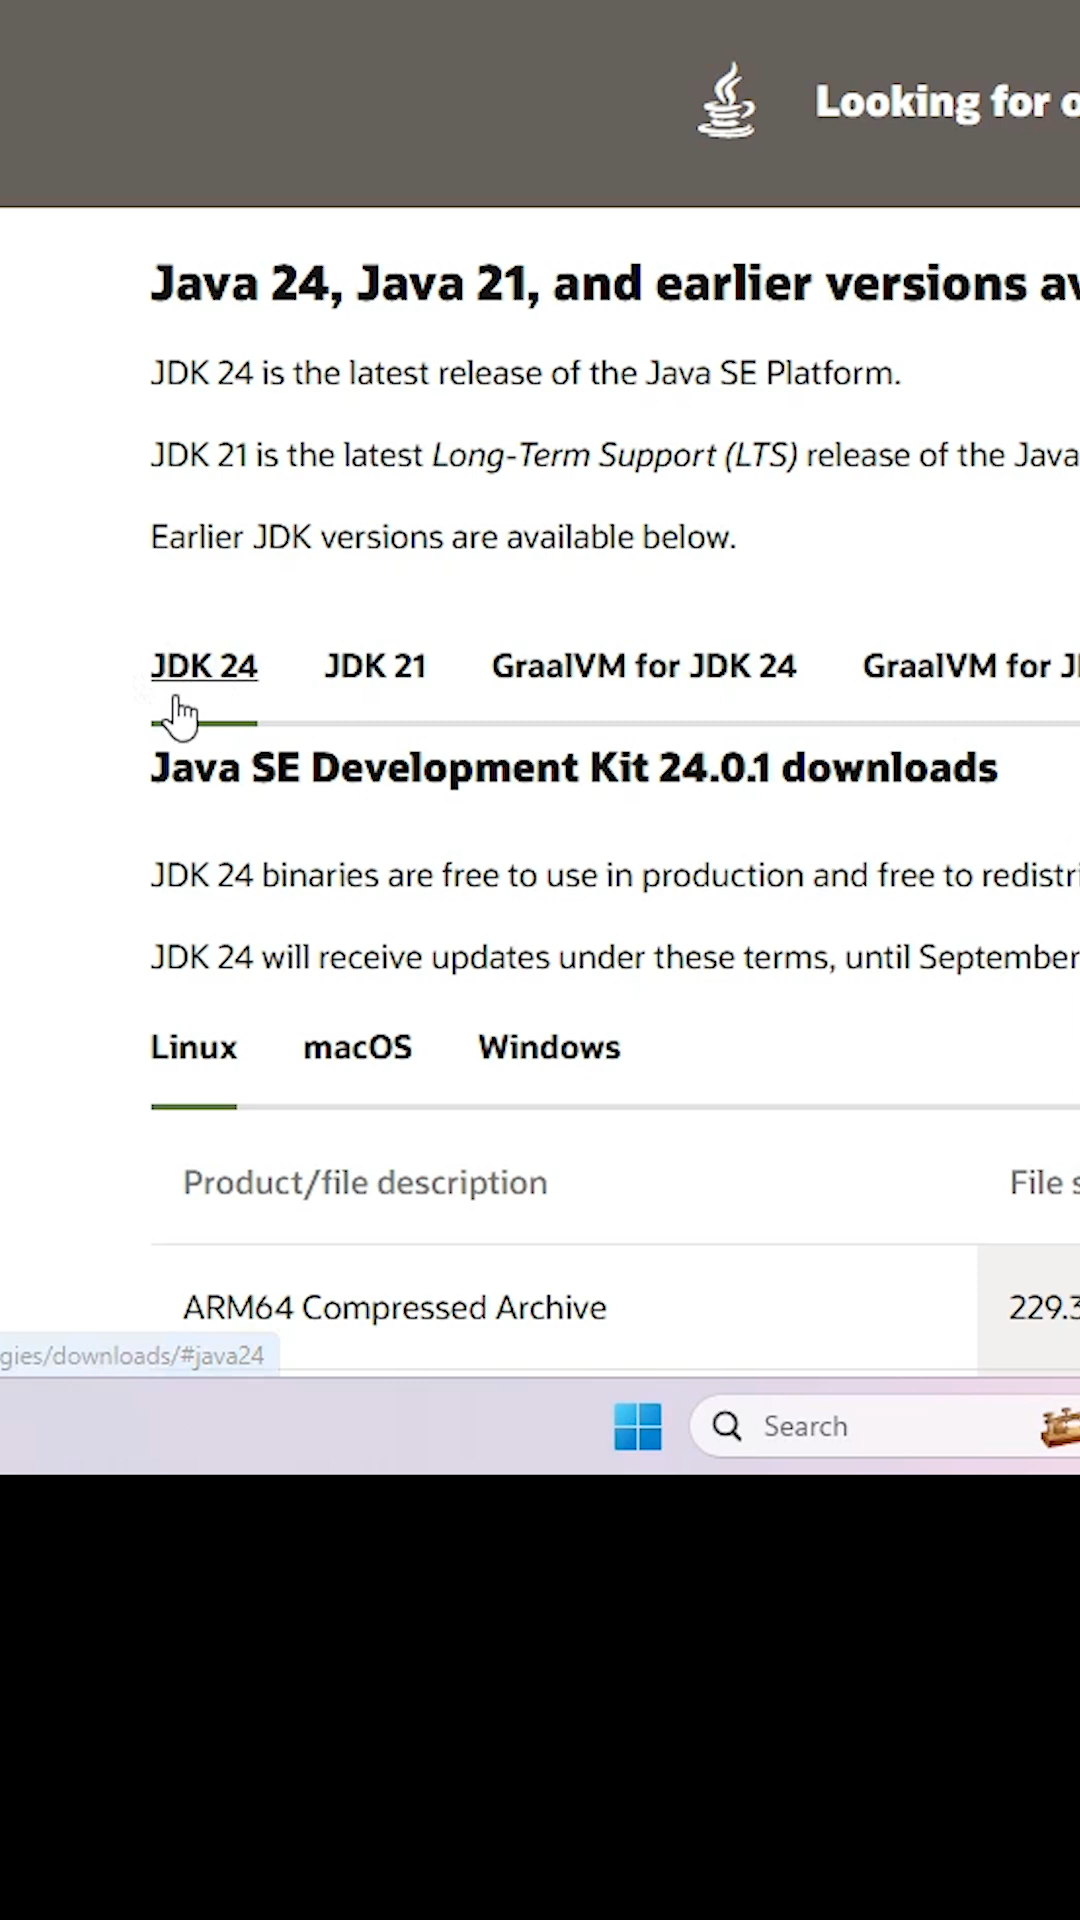 Looking for o
Java 24, Java 21, and earlier versions av
JDK 24 is the latest release of the Java SE Platform.
JDK 21 is the latest Long-Term Support (LTS) release of the Java
Earlier JDK versions are available below.
JDK 24 JDK 21 GraalVM for JDK 24 GraalVM for J
Java SE Development Kit 24.0.1 downloads
JDK 24 binaries are free to use in production and free to redistri
JDK 24 will receive updates under these terms, until September
Linux macOS Windows
Product/file description File s
ARM64 Compressed Archive 229.3
gies/downloads/#java24
Search